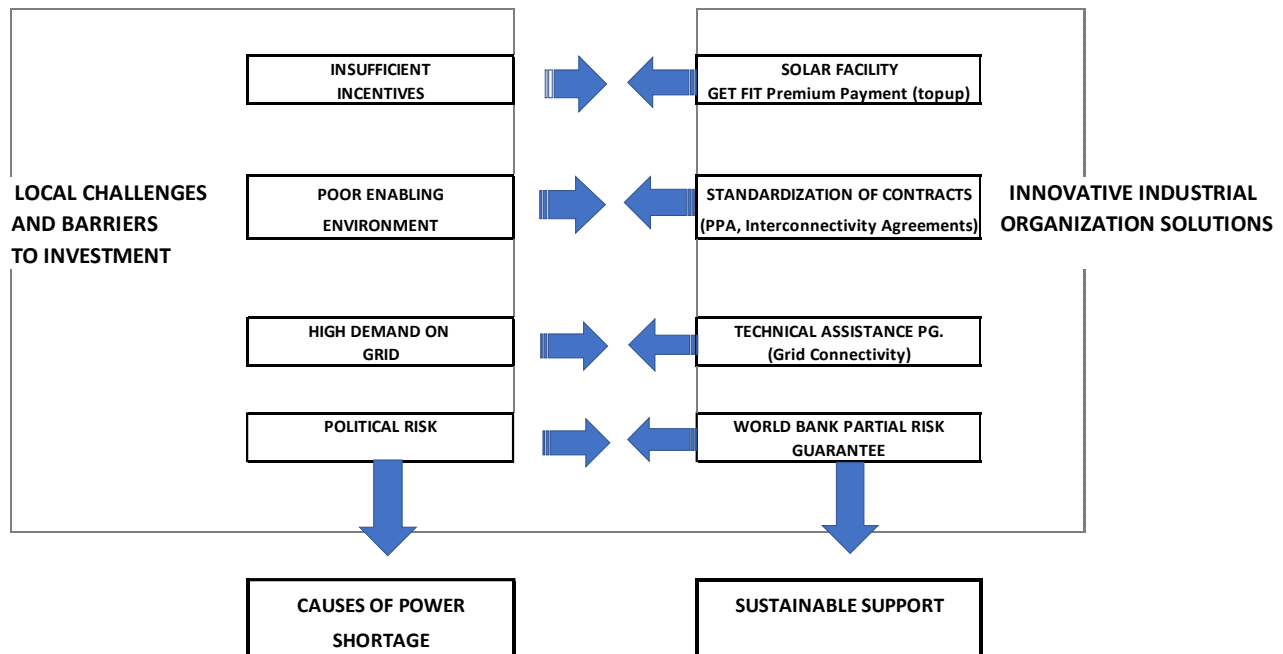 INSUFFICIENT
INCENTIVES
SOLAR FACILITY
GET FIT Premium Payment (topup)
LOCAL CHALLENGES
AND BARRIERS
TO INVESTMENT
POOR ENABLING
ENVIRONMENT
STANDARDIZATION OF CONTRACTS
(PPA, Interconnectivity Agreements)
INNOVATIVE INDUSTRIAL
ORGANIZATION SOLUTIONS
HIGH DEMAND ON
GRID
TECHNICAL ASSISTANCE PG.
(Grid Connectivity)
POLITICAL RISK
WORLD BANK PARTIAL RISK
GUARANTEE
CAUSES OF POWER
SHORTAGE
SUSTAINABLE SUPPORT